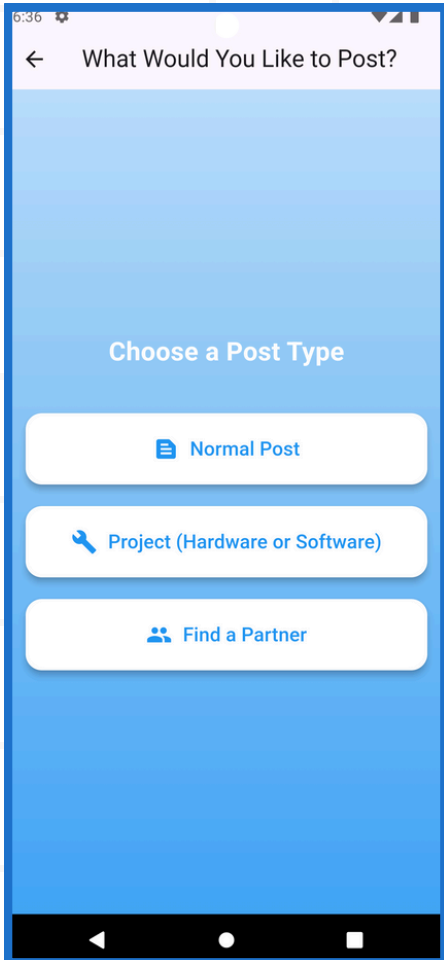 6:36
What Would You Like to Post?
Choose a Post Type
Normal Post
Project (Hardware or Software)
Find a Partner